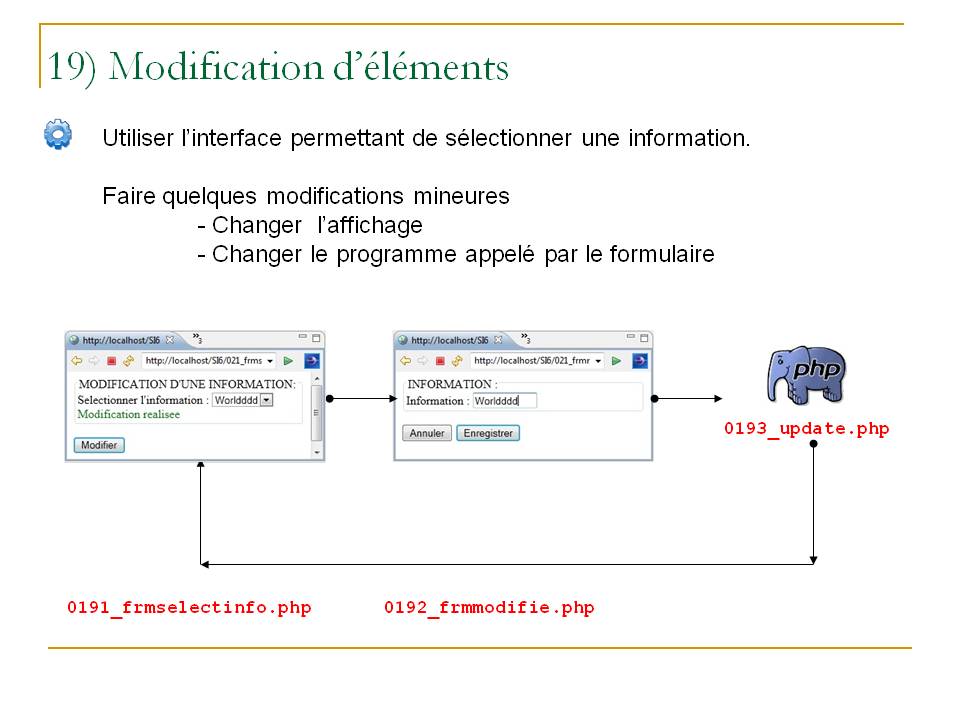 19) Modification d'éléments
Utiliser l'interface permettant de sélectionner une information.
Faire quelques modifications mineures
- Changer l'affichage
- Changer le programme appelé par le formulaire
http://localhost/SI6
»3
http://localhost/SI6/021_frms
MODIFICATION D'UNE INFORMATION:
Selectionner l'information : Worldddd
Modification realisee
Modifier
http://localhost/SI6
»3
http://localhost/SI6/021_frmr
INFORMATION :
Information : Worldddd
Annuler Enregistrer
php
0193_update.php
0191_frmselectinfo.php
0192_frmmodifie.php